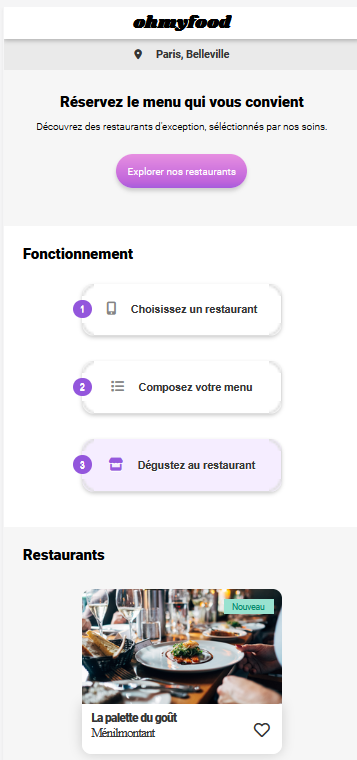 ohmyfood
Paris, Belleville
Réservez le menu qui vous convient
Découvrez des restaurants d'exception, séléctionnés par nos soins.
Explorer nos restaurants
Fonctionnement
1 Choisissez un restaurant
2 Composez votre menu
3 Dégustez au restaurant
Restaurants
Nouveau
La palette du goût
Ménilmontant